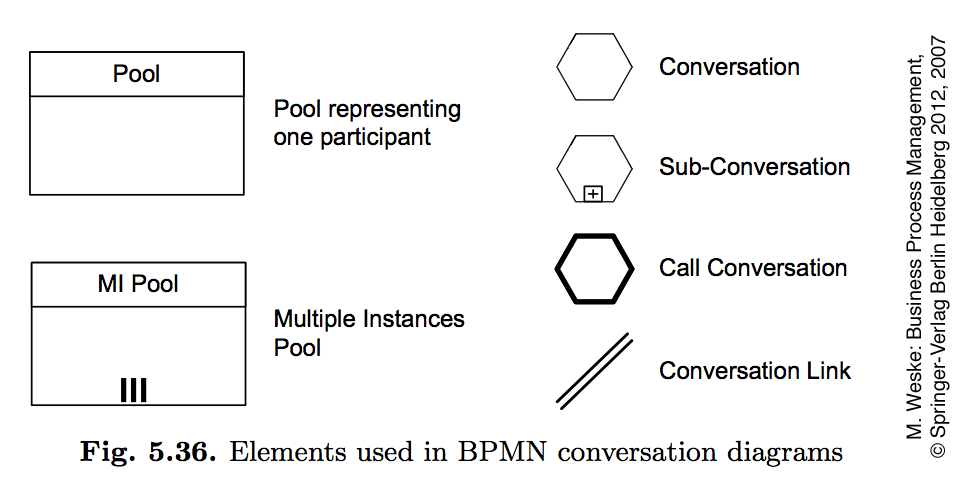 Pool
Pool representing
one participant
MI Pool
Multiple Instances
Pool
Conversation
Sub-Conversation
Call Conversation
Conversation Link
M. Weske: Business Process Management,
© Springer-Verlag Berlin Heidelberg 2012, 2007
Fig. 5.36. Elements used in BPMN conversation diagrams